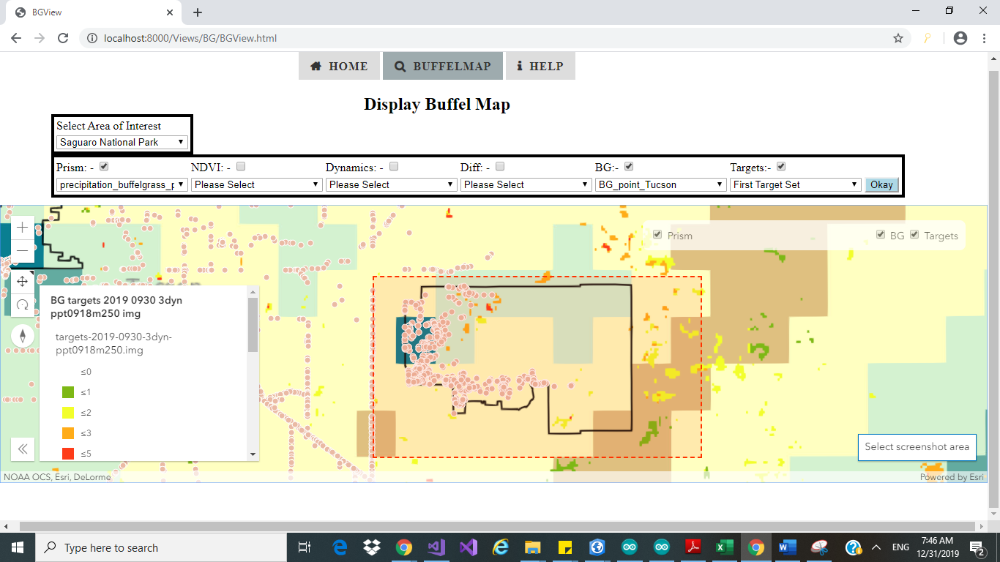 BGView
localhost:8000/Views/BG/BGView.html
HOME BUFFELMAP HELP
Display Buffel Map
Select Area of Interest
Saguaro National Park
Prism: - NDVI: - Dynamics: - Diff: - BG:- Targets:-
precipitation_buffelgrass_p Please Select Please Select Please Select BG_point_Tucson First Target Set Okay
Prism BG Targets
BG targets 2019 0930 3dyn
ppt0918m250 img
targets-2019-0930-3dyn-
ppt0918m250.img
≤0
≤1
≤2
≤3
≤5
Select screenshot area
NOAA OCS, Esri, DeLorme Powered by Esri
Type here to search
ENG
7:46 AM
12/31/2019
2